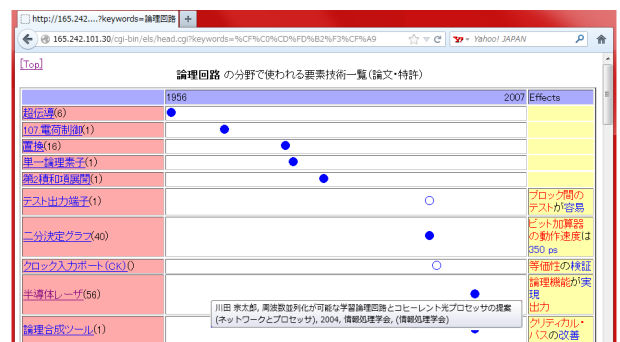 http://165.242....?keywords=論理回路
165.242.101.30/cgi-bin/els/head.cgi?keywords=%CF%C0%CD%FD%B2%F3%CF%A9
Yahoo! JAPAN
[Top]
論理回路 の分野で使われる要素技術一覧(論文・特許)
1956 2007 Effects
超伝導(6)
107.電荷制御(1)
置換(16)
単一論理素子(1)
第2積和項展開(1)
テスト出力端子(1) ブロック間の
テストが容易
二分決定グラフ(40) ビット加算器
の動作速度は
350 ps
クロック入力ポート(CK)() 等価性の検証
半導体レーザ(56) 論理機能が実
現
出力
川田 宗太郎, 周波数並列化が可能な学習論理回路とコヒーレント光プロセッサの提案
(ネットワークとプロセッサ), 2004, 情報処理学会, (情報処理学会)
論理合成ツール(1) クリティカル・
パスの改善